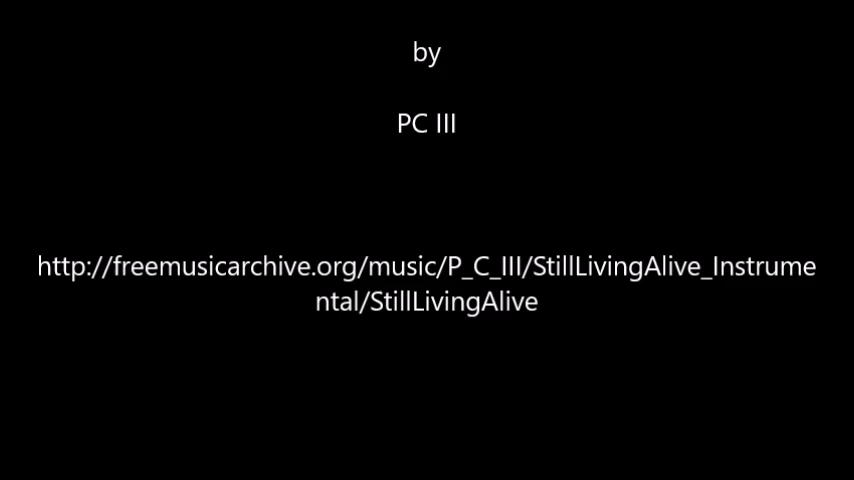 by
PC III
http://freemusicarchive.org/music/P_C_III/StillLivingAlive_Instrume
ntal/StillLivingAlive